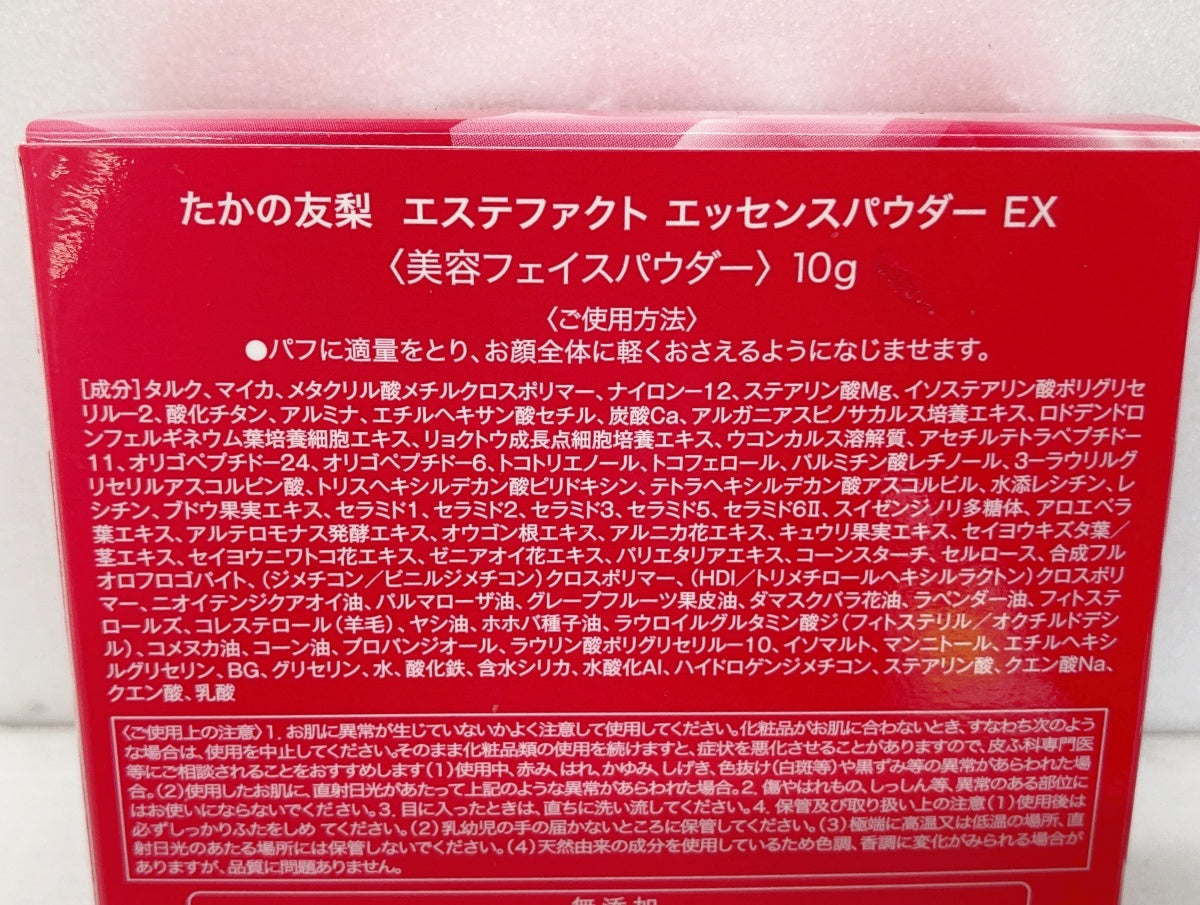 たかの友梨 エステファクト エッセンスパウダー EX
〈美容フェイスパウダー〉10g
〈ご使用方法〉
●パフに適量をとり、お顔全体に軽くおさえるようになじませます。
[成分]タルク、マイカ、メタクリル酸メチルクロスポリマー、ナイロンー12、ステアリン酸Mg、イソステアリン酸ポリグリセ
リルー2、酸化チタン、アルミナ、エチルヘキサン酸セチル、炭酸Ca、アルガニアスピノサカルス培養エキス、ロドデンドロ
ンフェルギネウム葉培養細胞エキス、リョクトウ成長点細胞培養エキス、ウコンカルス溶解質、アセチルテトラペプチドー
11、オリゴペプチドー24、オリゴペプチドー6、トコトリエノール、トコフェロール、パルミチン酸レチノール、3ーラウリルグ
リセリルアスコルビン酸、トリスヘキシルデカン酸ピリドキシン、テトラヘキシルデカン酸アスコルビル、水添レシチン、レ
シチン、ブドウ果実エキス、セラミド1、セラミド2、セラミド3、セラミド5、セラミド6Ⅱ、スイゼンジノリ多糖体、アロエベラ
葉エキス、アルテロモナス発酵エキス、オウゴン根エキス、アルニカ花エキス、キュウリ果実エキス、セイヨウキズタ葉/
茎エキス、セイヨウニワトコ花エキス、ゼニアオイ花エキス、パリエタリアエキス、コーンスターチ、セルロース、合成フル
オロフロゴパイト、(ジメチコン/ビニルジメチコン)クロスポリマー、(HDI/トリメチロールヘキシルラクトン)クロスポリ
マー、ニオイテンジクアオイ油、パルマローザ油、グレープフルーツ果皮油、ダマスクバラ花油、ラベンダー油、フィトステ
ロールズ、コレステロール(羊毛)、ヤシ油、ホホバ種子油、ラウロイルグルタミン酸ジ(フィトステリル/オクチルドデシ
ル)、コメヌカ油、コーン油、プロパンジオール、ラウリン酸ポリグリセリルー10、イソマルト、マンニトール、エチルヘキシ
ルグリセリン、BG、グリセリン、水、酸化鉄、含水シリカ、水酸化Al、ハイドロゲンジメチコン、ステアリン酸、クエン酸Na、
クエン酸、乳酸
〈ご使用上の注意〉1. お肌に異常が生じていないかよく注意して使用してください。化粧品がお肌に合わないとき、すなわち次のよう
な場合は、使用を中止してください。そのまま化粧品類の使用を続けますと、症状を悪化させることがありますので、皮ふ科専門医
等にご相談されることをおすすめします(1)使用中、赤み、はれ、かゆみ、しげき、色抜け(白斑等)や黒ずみ等の異常があらわれた場
合。(2)使用したお肌に、直射日光があたって上記のような異常があらわれた場合。2. 傷やはれもの、しっしん等、異常のある部位に
はお使いにならないでください。3. 目に入ったときは、直ちに洗い流してください。4. 保管及び取り扱い上の注意(1)使用後は
必ずしっかりふたをしめ てください。(2)乳幼児の手の届かないところに保管してください。(3)極端に高温又は低温の場所、直
射日光のあたる場所には保管しないでください。(4)天然由来の成分を使用しているため色調、香調に変化がみられる場合が
ありますが、品質に問題ありません。
無添加